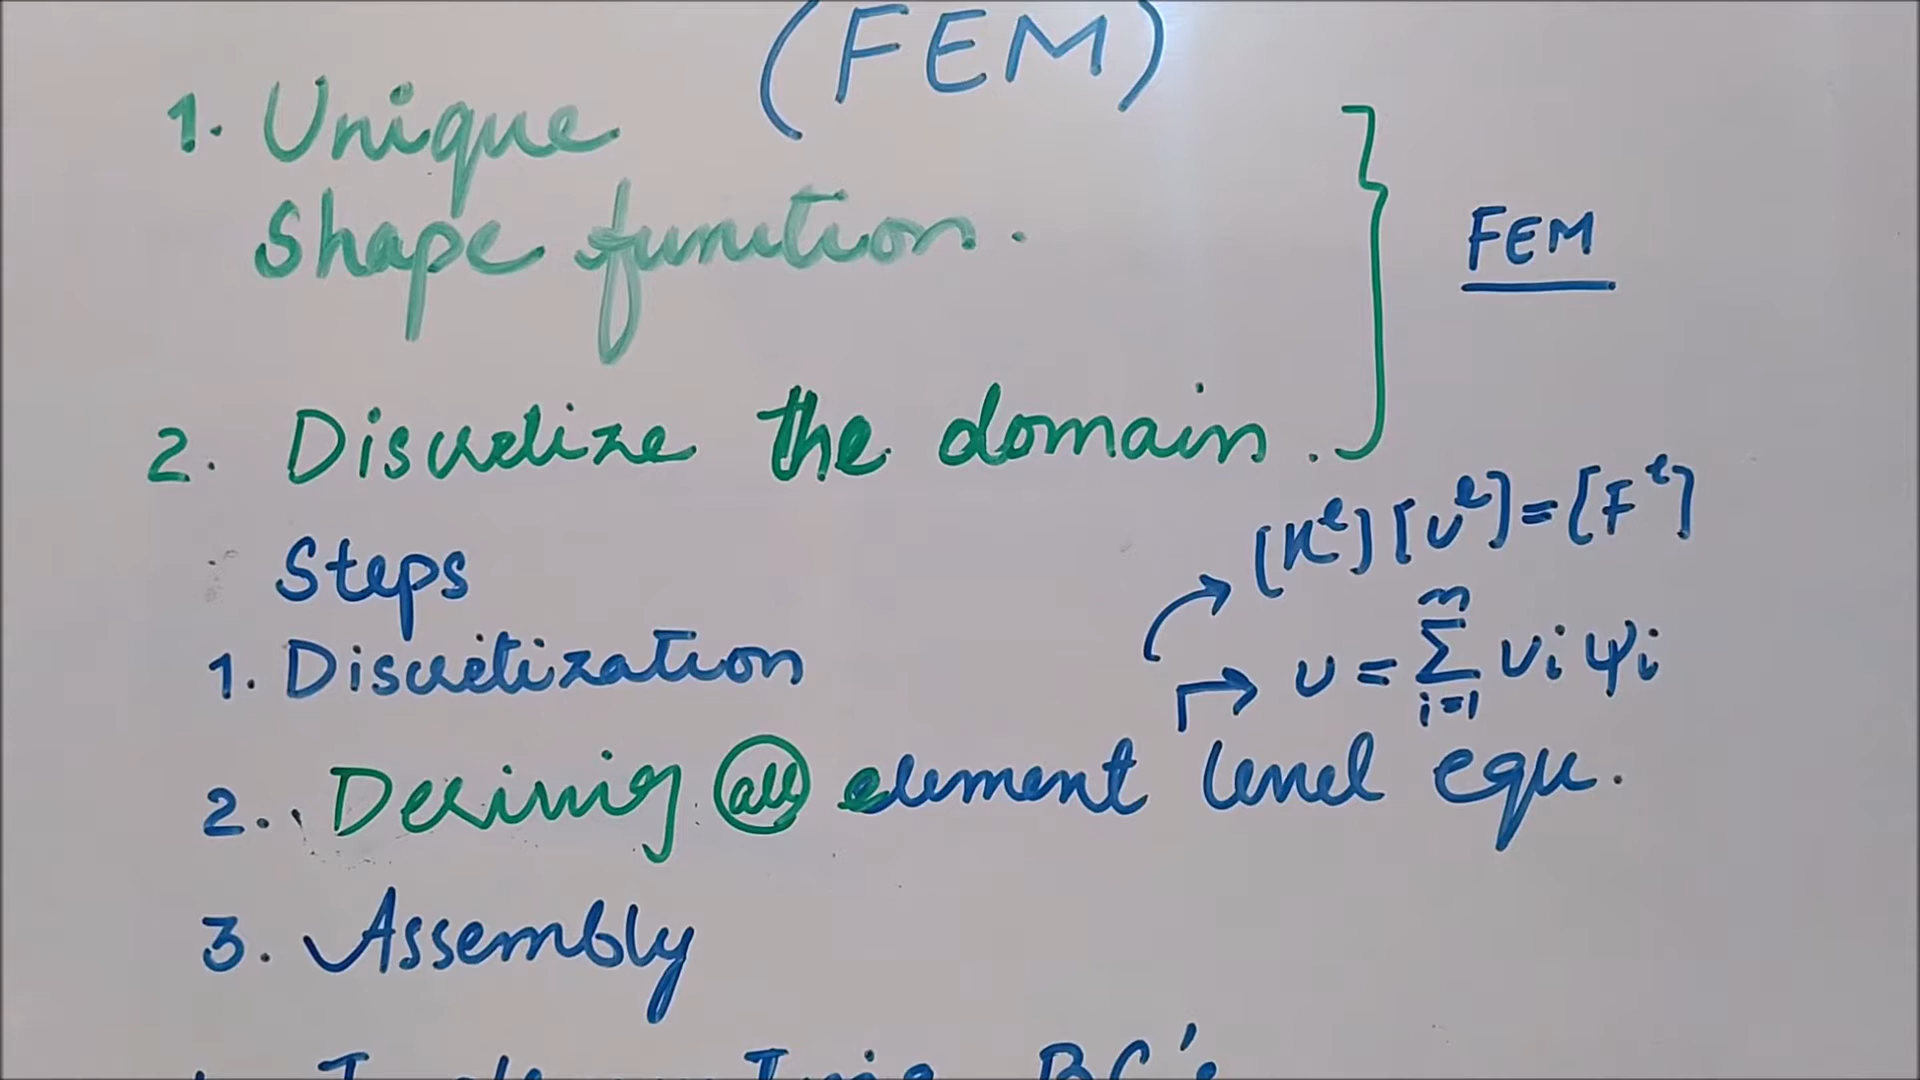 (FEM)
1. Unique
Shape function.
FEM
2. Discretize the domain.
[K^e] [u^e] = [F^e]
Steps
u = Σ_{i=1}^{n} u_i ψ_i
1. Discretization
2. Deriving all element level equ.
3. Assembly
BC's